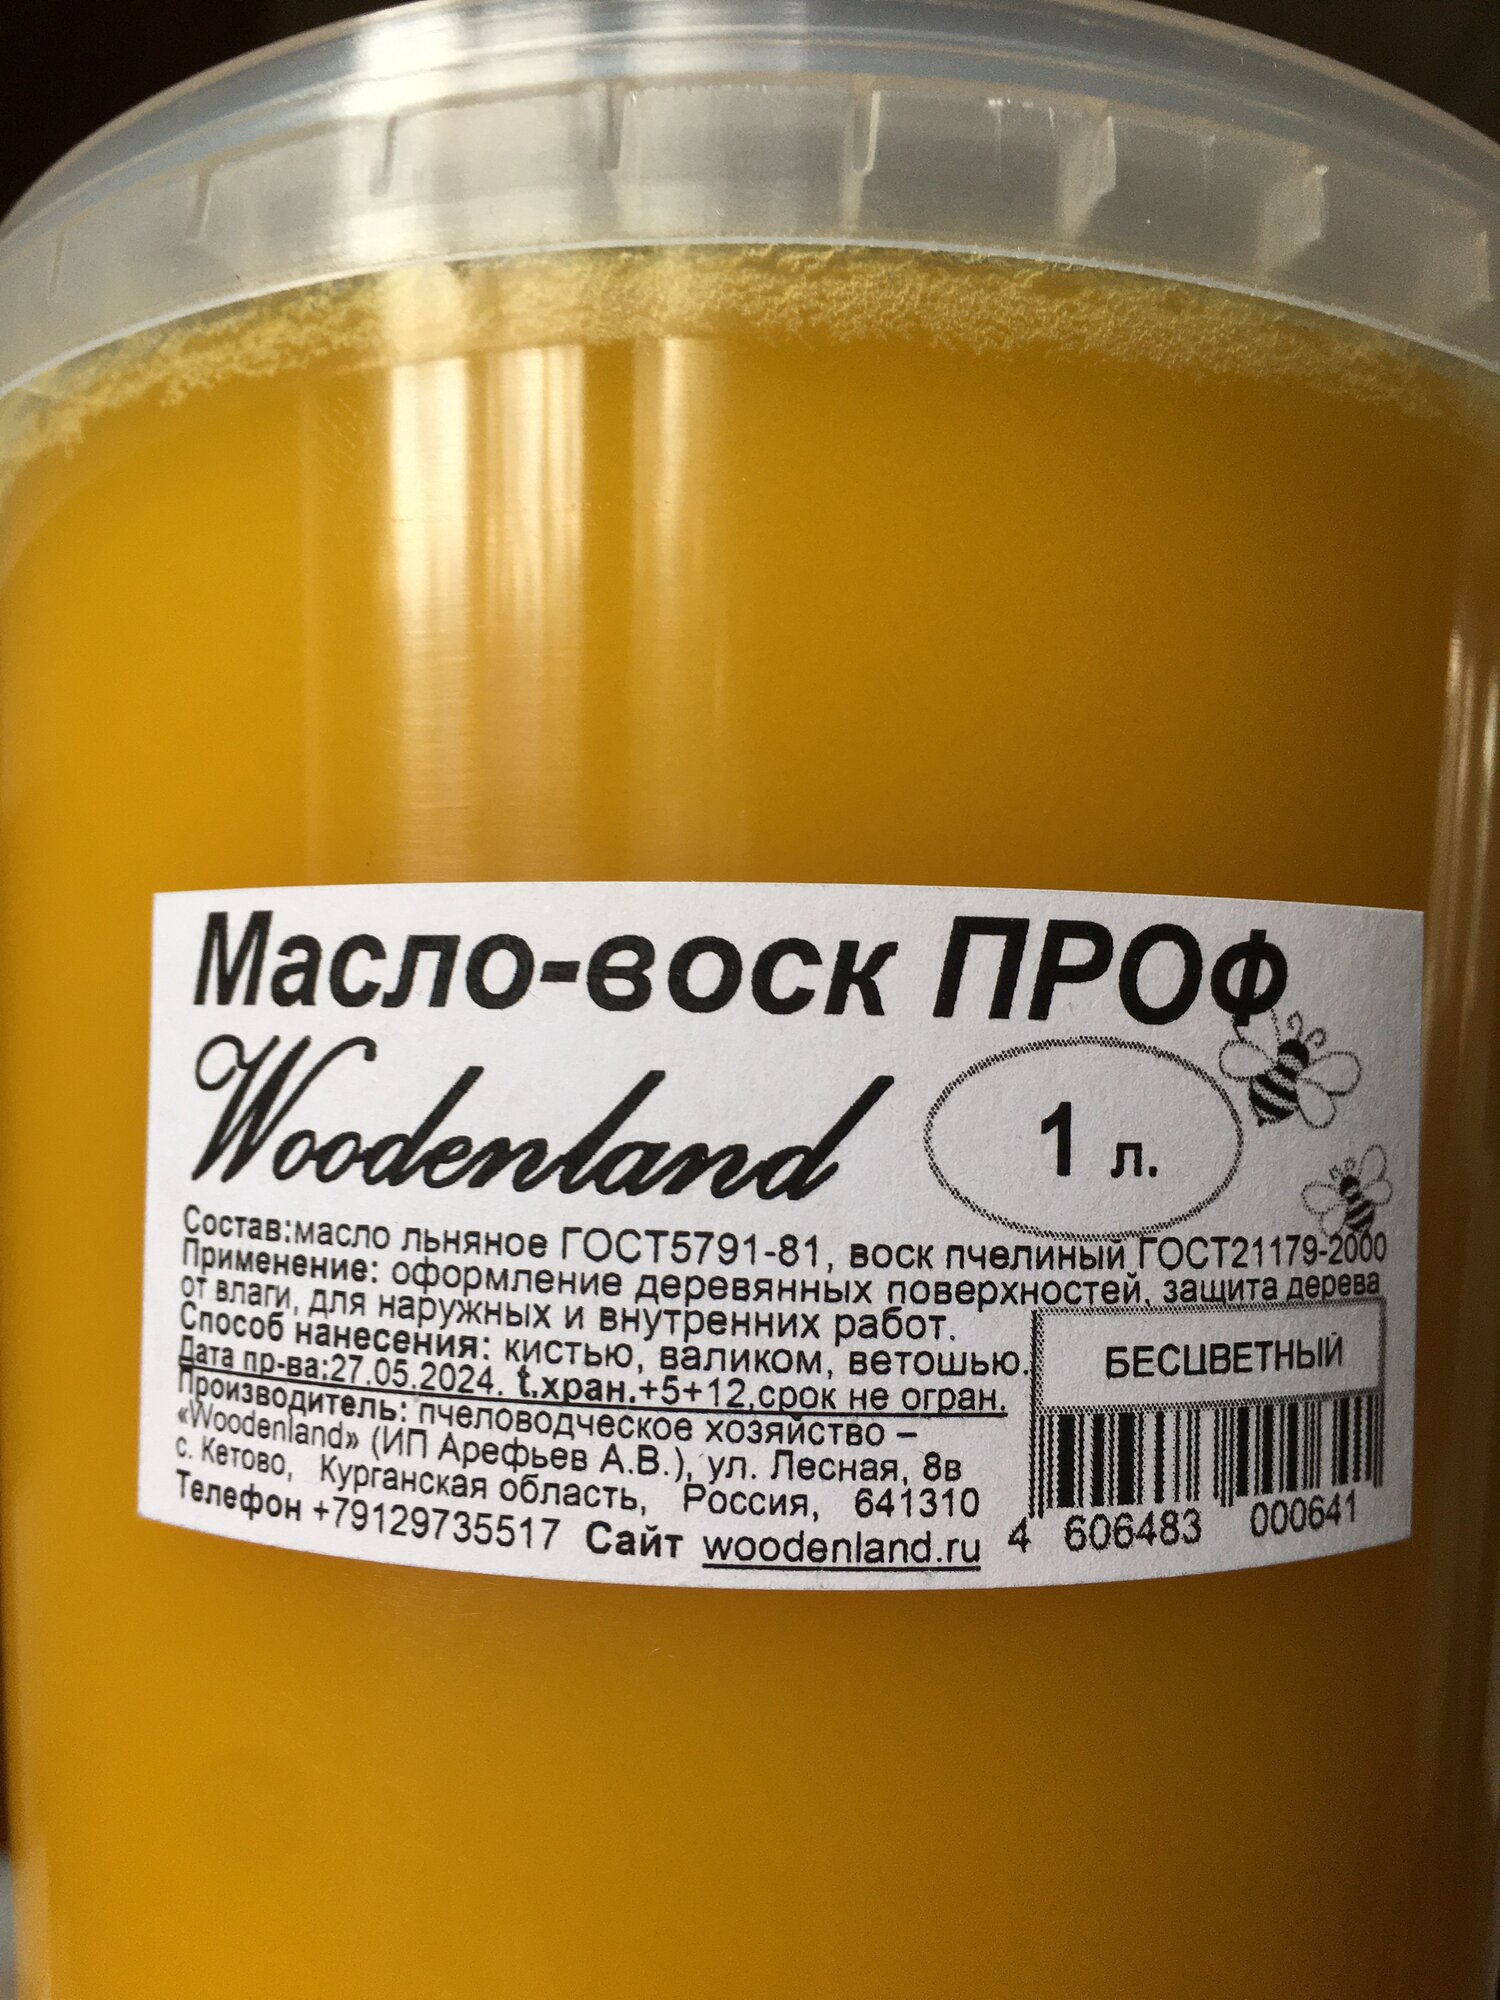 Масло-воск ПРОФ
Woodenland
1 л.
Состав:масло льняное ГОСТ5791-81, воск пчелиный ГОСТ21179-2000
Применение: оформление деревянных поверхностей, защита дерева
от влаги, для наружных и внутренних работ.
Способ нанесения: кистью, валиком, ветошью.
Дата пр-ва:27.05.2024. t.хран.+5+12,срок не огран.
Производитель: пчеловодческое хозяйство –
«Woodenland» (ИП Арефьев А.В.), ул. Лесная, 8в
с. Кетово, Курганская область, Россия, 641310
Телефон +79129735517 Сайт woodenland.ru
БЕСЦВЕТНЫЙ
4 606483 000641